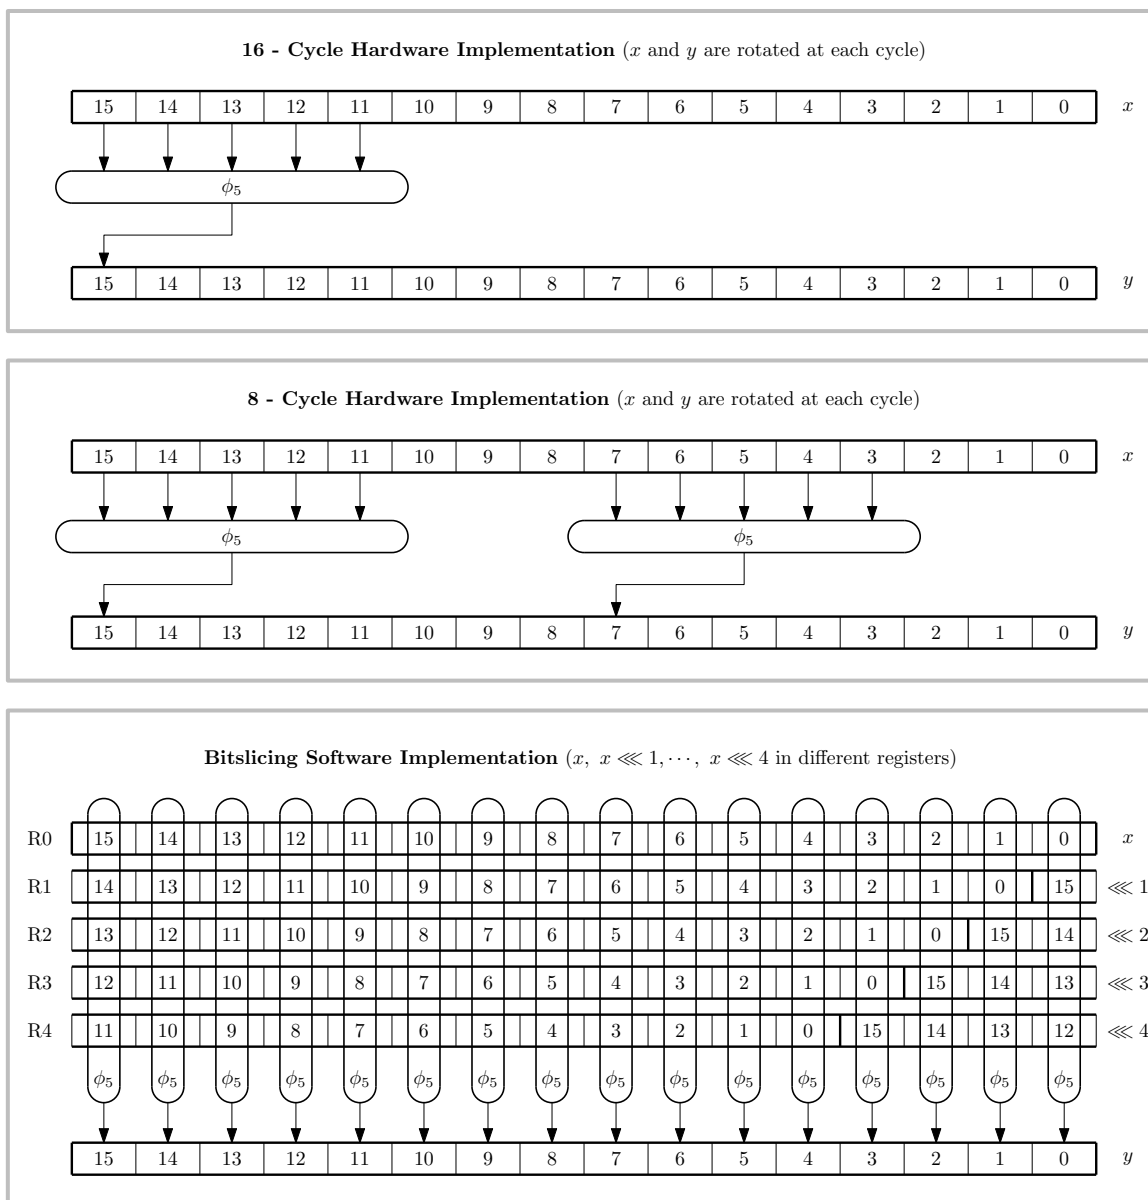 16 - Cycle Hardware Implementation (x and y are rotated at each cycle)
15 14 13 12 11 10 9 8 7 6 5 4 3 2 1 0 x
ϕ₅
15 14 13 12 11 10 9 8 7 6 5 4 3 2 1 0 y
8 - Cycle Hardware Implementation (x and y are rotated at each cycle)
15 14 13 12 11 10 9 8 7 6 5 4 3 2 1 0 x
ϕ₅ ϕ₅
15 14 13 12 11 10 9 8 7 6 5 4 3 2 1 0 y
Bitslicing Software Implementation (x, x ⋘ 1, ⋯, x ⋘ 4 in different registers)
R0 15 14 13 12 11 10 9 8 7 6 5 4 3 2 1 0 x
R1 14 13 12 11 10 9 8 7 6 5 4 3 2 1 0 15 ⋘ 1
R2 13 12 11 10 9 8 7 6 5 4 3 2 1 0 15 14 ⋘ 2
R3 12 11 10 9 8 7 6 5 4 3 2 1 0 15 14 13 ⋘ 3
R4 11 10 9 8 7 6 5 4 3 2 1 0 15 14 13 12 ⋘ 4
ϕ₅ ϕ₅ ϕ₅ ϕ₅ ϕ₅ ϕ₅ ϕ₅ ϕ₅ ϕ₅ ϕ₅ ϕ₅ ϕ₅ ϕ₅ ϕ₅ ϕ₅ ϕ₅
15 14 13 12 11 10 9 8 7 6 5 4 3 2 1 0 y